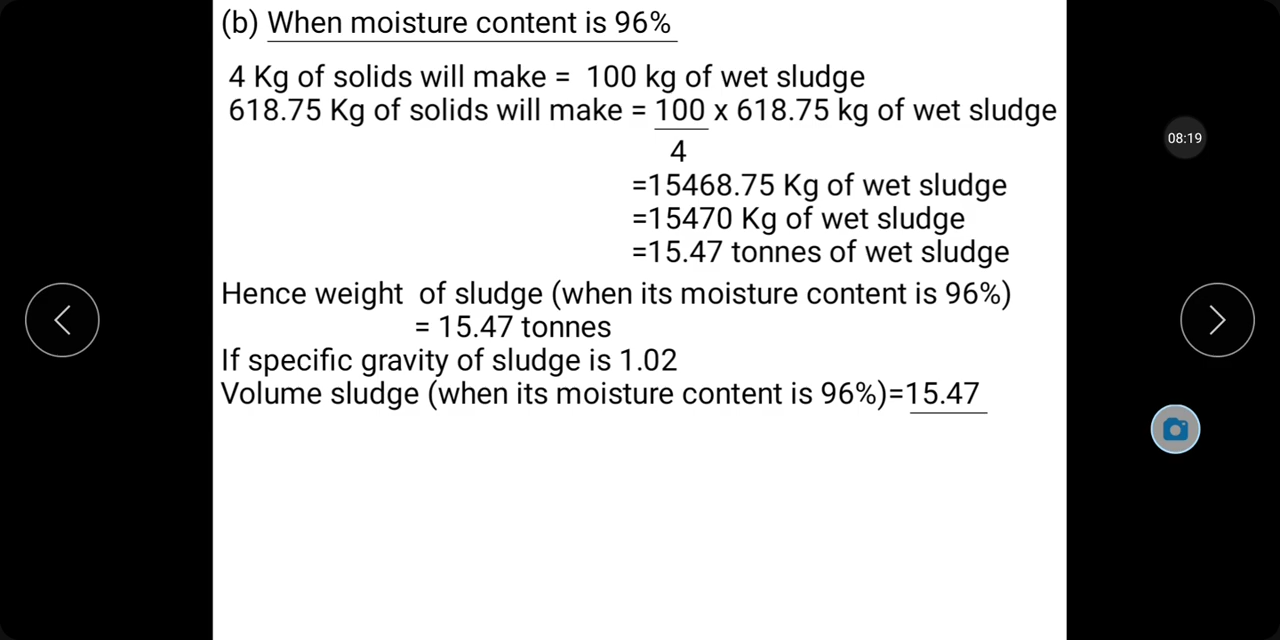 (b) When moisture content is 96%
4 Kg of solids will make = 100 kg of wet sludge
618.75 Kg of solids will make = 100 x 618.75 kg of wet sludge
4
=15468.75 Kg of wet sludge
=15470 Kg of wet sludge
=15.47 tonnes of wet sludge
Hence weight of sludge (when its moisture content is 96%)
= 15.47 tonnes
If specific gravity of sludge is 1.02
Volume sludge (when its moisture content is 96%)=15.47
08:19